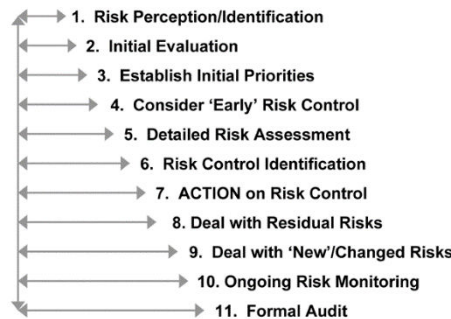 1. Risk Perception/Identification
2. Initial Evaluation
3. Establish Initial Priorities
4. Consider ‘Early’ Risk Control
5. Detailed Risk Assessment
6. Risk Control Identification
7. ACTION on Risk Control
8. Deal with Residual Risks
9. Deal with ‘New’/Changed Risks
10. Ongoing Risk Monitoring
11. Formal Audit